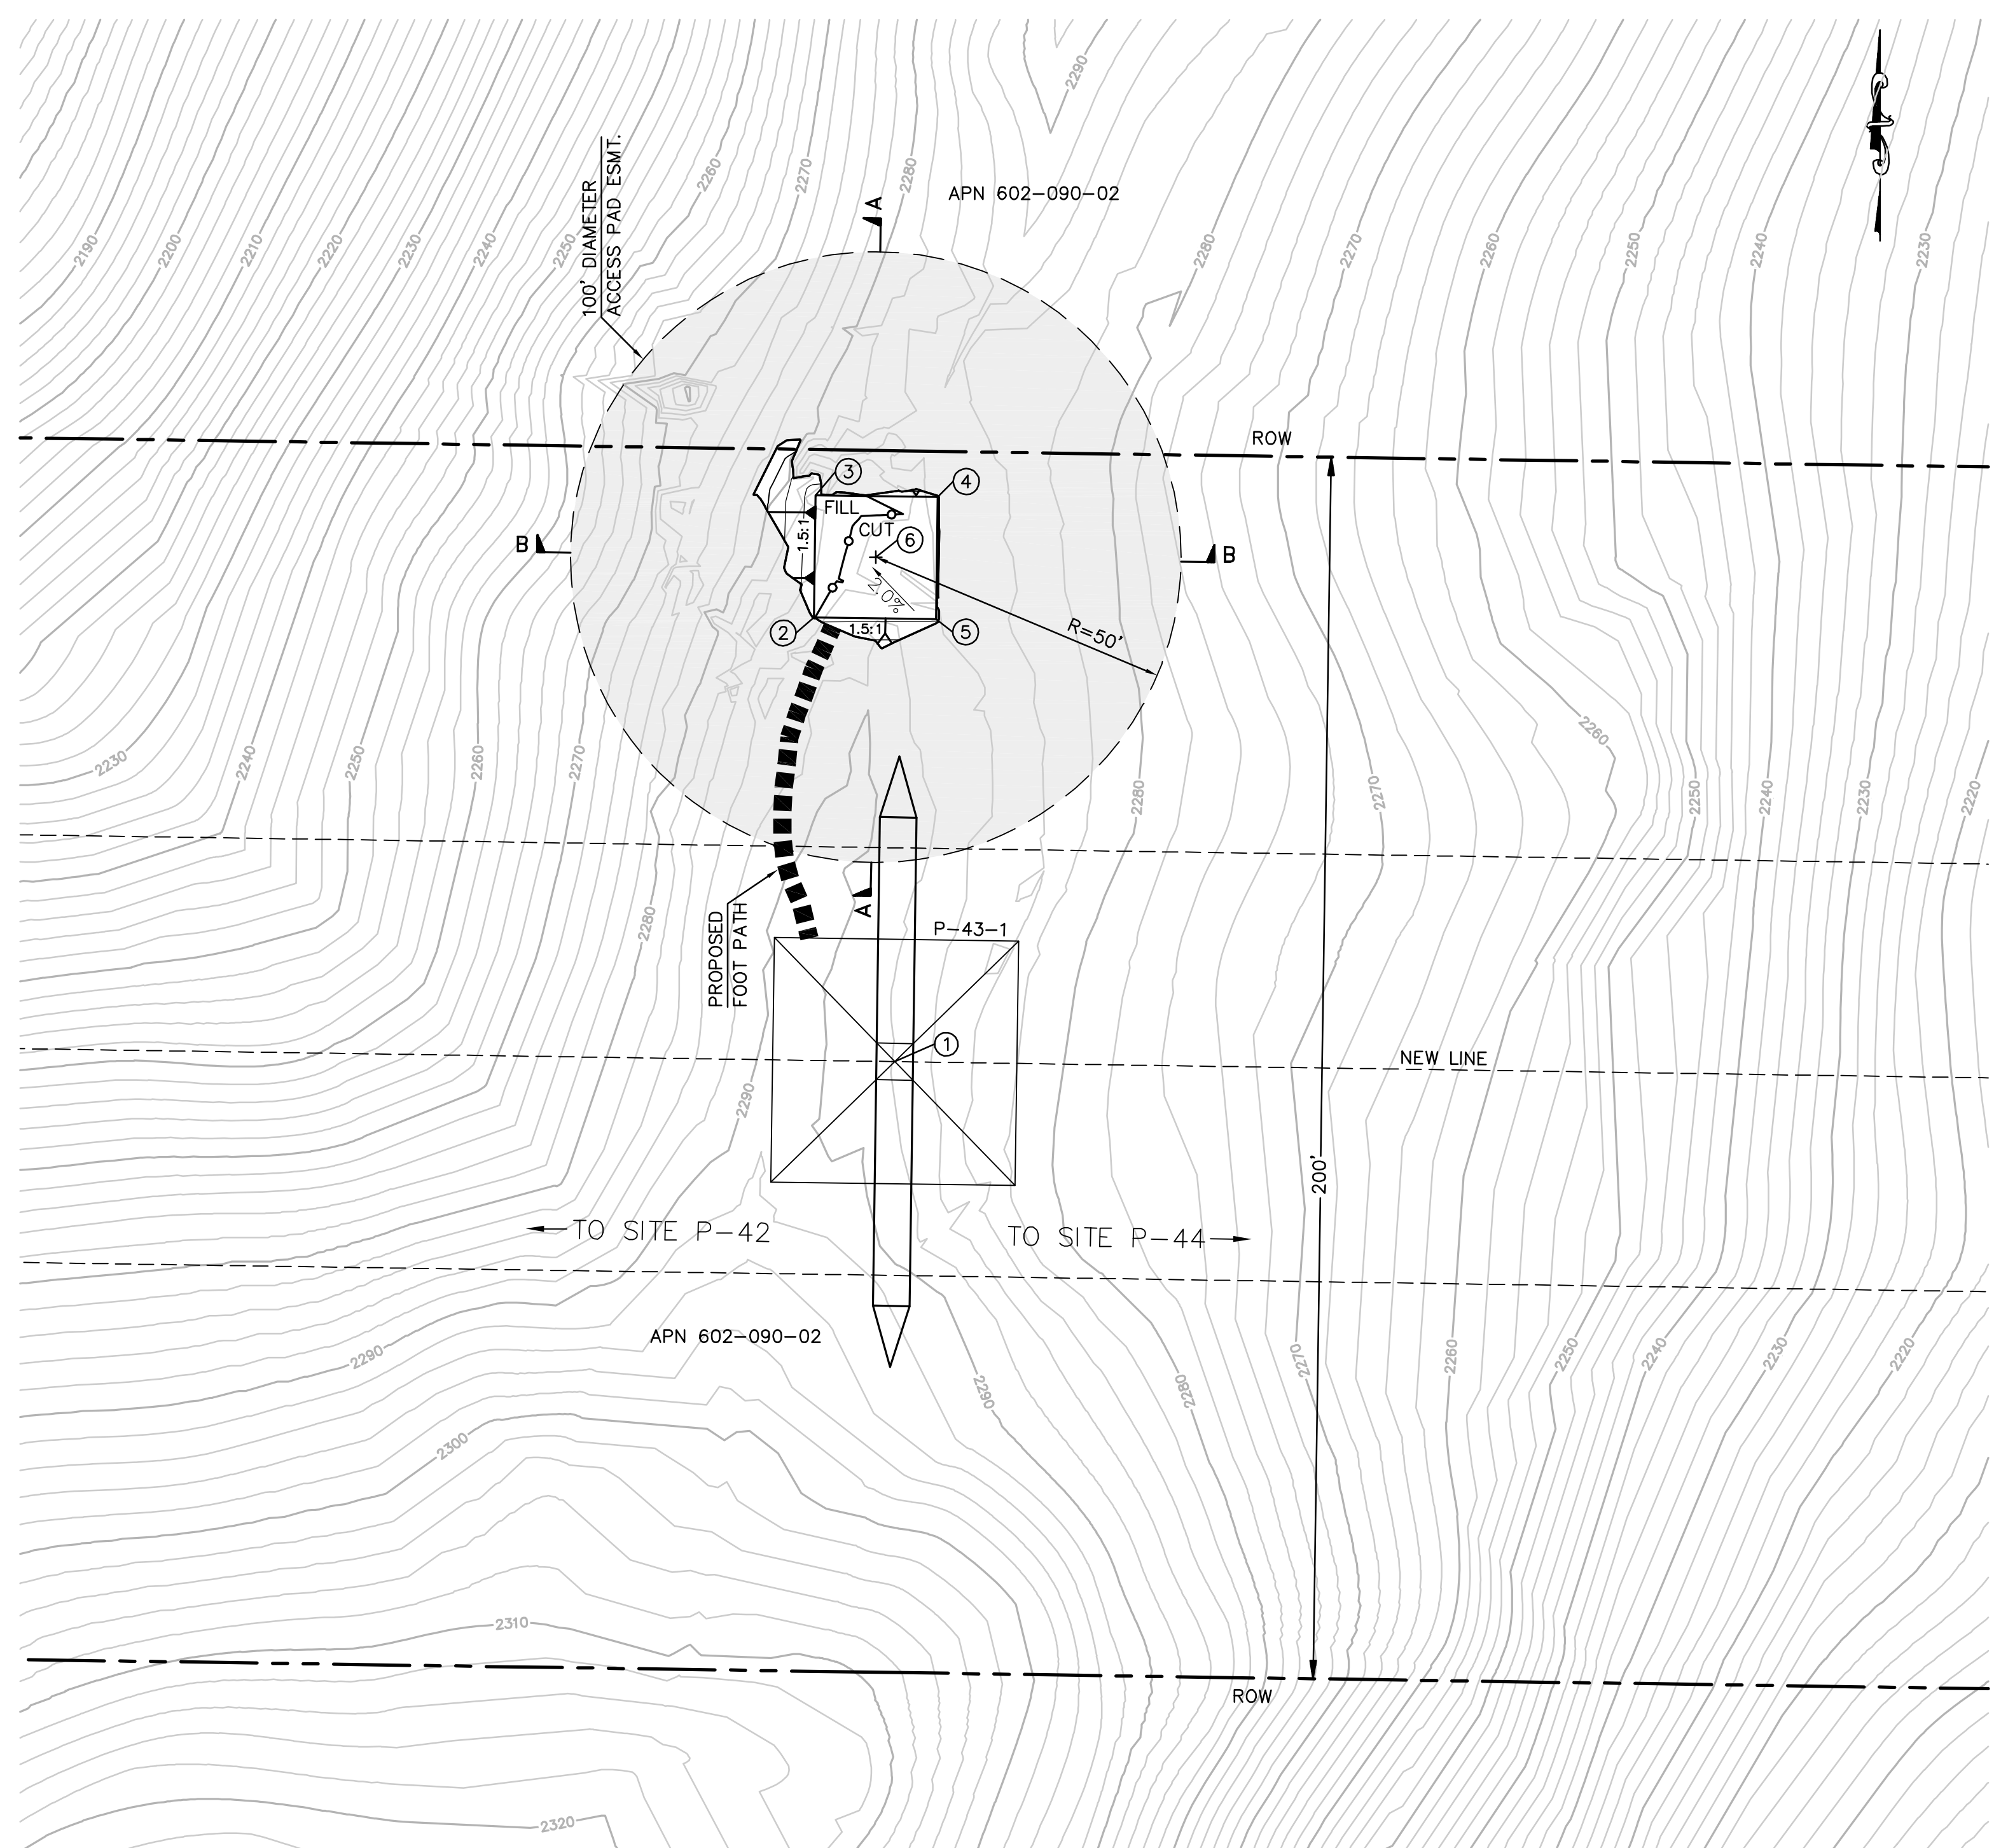 2290
2260
2270
2280
100' DIAMETER
ACCESS PAD ESMT.
APN 602-090-02
A
2190
2200
2210
2220
2230
2240
2250
2280
2270
2260
2250
2240
2230
ROW
3
4
FILL
CUT
1.5:1
6
B
B
2.0%
2
1.5:1
5
R=50'
2260
2230
2240
2250
2260
2270
2280
2270
2250
2240
2230
2220
A
2280
PROPOSED
FOOT PATH
P-43-1
1
NEW LINE
2290
200'
TO SITE P-42
TO SITE P-44
APN 602-090-02
2290
2290
2280
2270
2260
2250
2240
2230
2220
2300
2310
ROW
2320